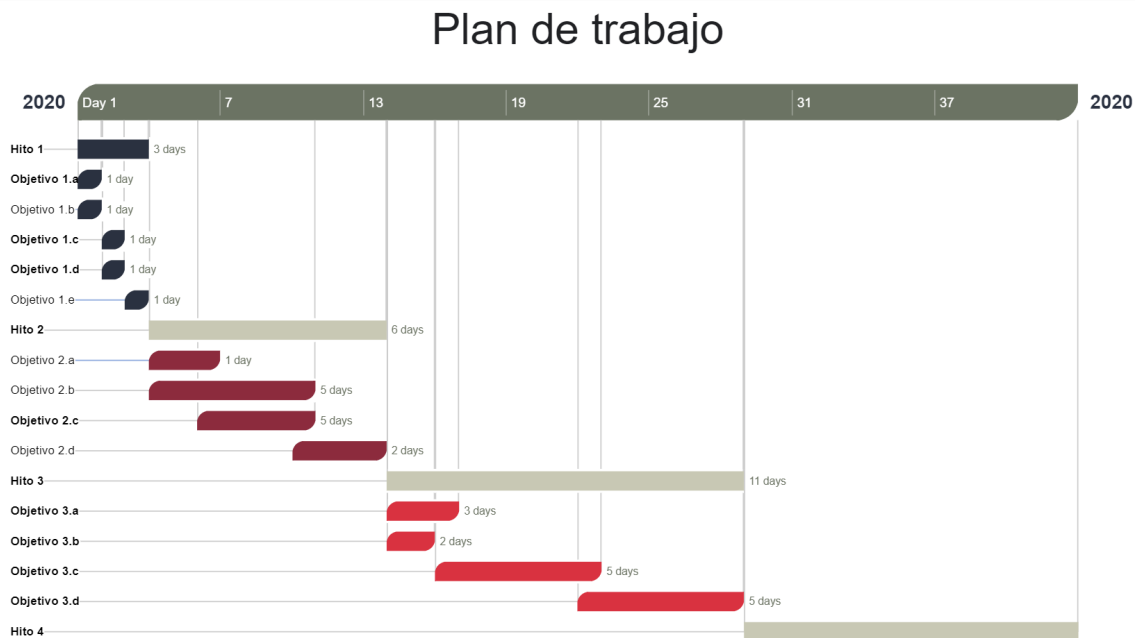 Plan de trabajo
2020 Day 1 7 13 19 25 31 37 2020
Hito 1 3 days
Objetivo 1.a 1 day
Objetivo 1.b 1 day
Objetivo 1.c 1 day
Objetivo 1.d 1 day
Objetivo 1.e 1 day
Hito 2 6 days
Objetivo 2.a 1 day
Objetivo 2.b 5 days
Objetivo 2.c 5 days
Objetivo 2.d 2 days
Hito 3 11 days
Objetivo 3.a 3 days
Objetivo 3.b 2 days
Objetivo 3.c 5 days
Objetivo 3.d 5 days
Hito 4